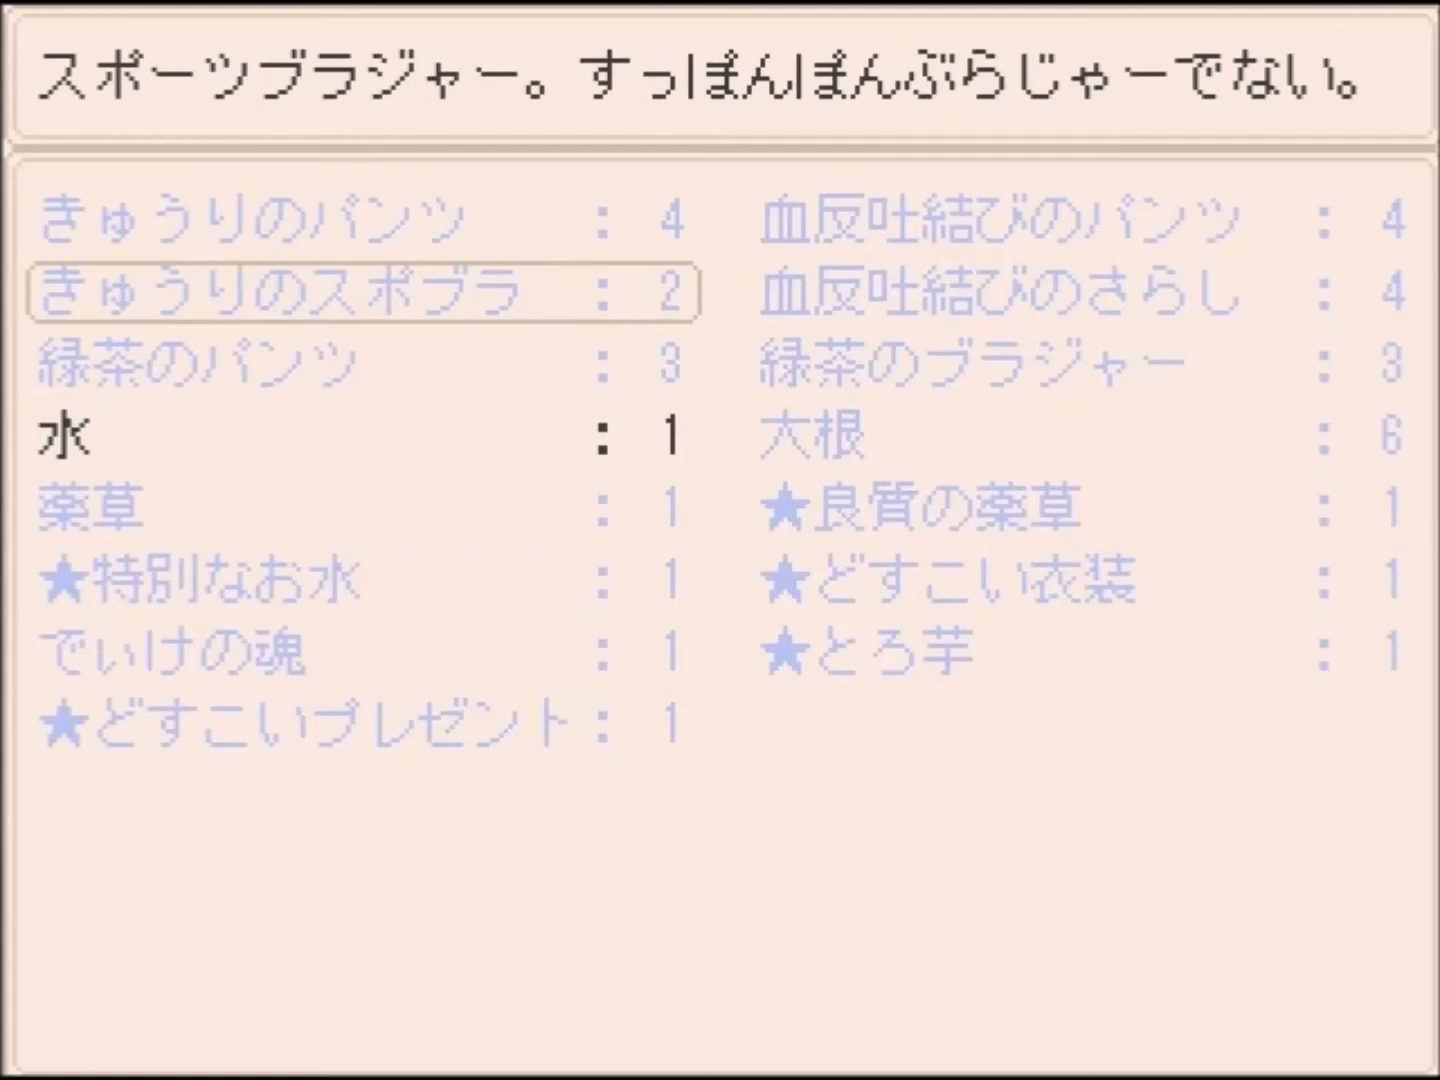 スポーツブラジャー。すっぽんぽんぶらじゃーでない。
きゅうりのパンツ : 4 血反吐結びのパンツ : 4
きゅうりのスポブラ : 2 血反吐結びのさらし : 4
緑茶のパンツ : 3 緑茶のブラジャー : 3
水 : 1 大根 : 6
薬草 : 1 ★良質の薬草 : 1
★特別なお水 : 1 ★どすこい衣装 : 1
でぃけの魂 : 1 ★とろ芋 : 1
★どすこいプレゼント : 1